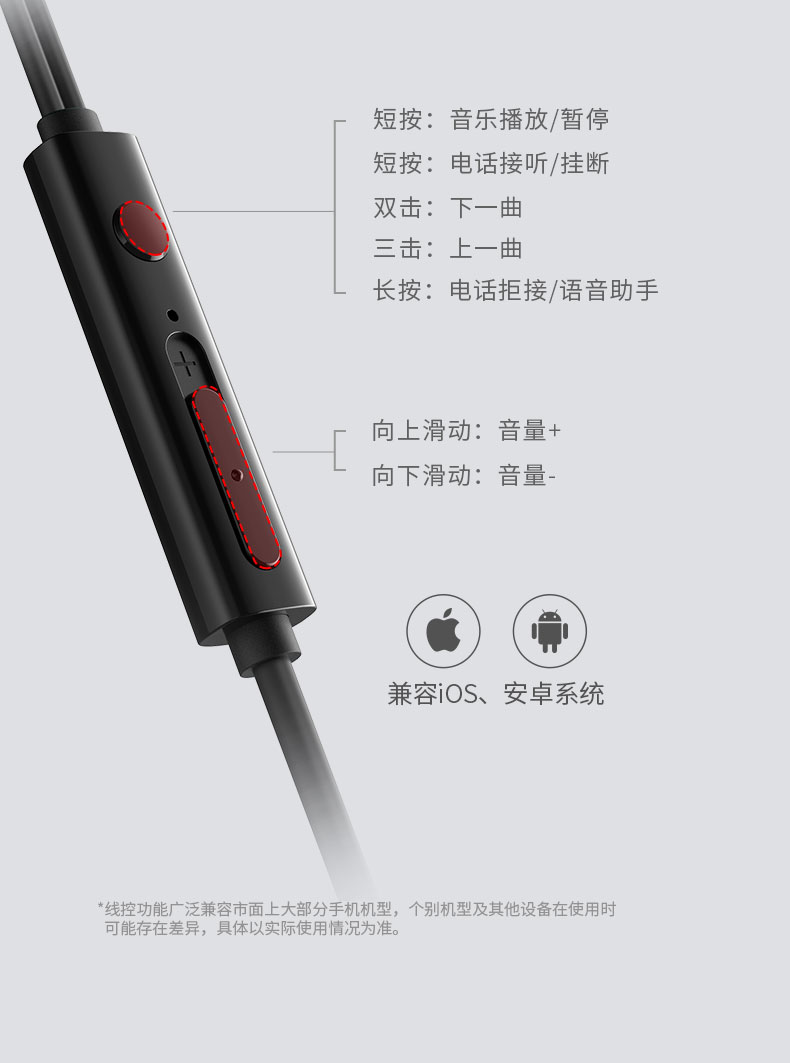 短按：音乐播放/暂停
短按：电话接听/挂断
双击：下一曲
三击：上一曲
长按：电话拒接/语音助手
向上滑动：音量+
向下滑动：音量-
兼容iOS、安卓系统
*线控功能广泛兼容市面上大部分手机机型，个别机型及其他设备在使用时
可能存在差异，具体以实际使用情况为准。